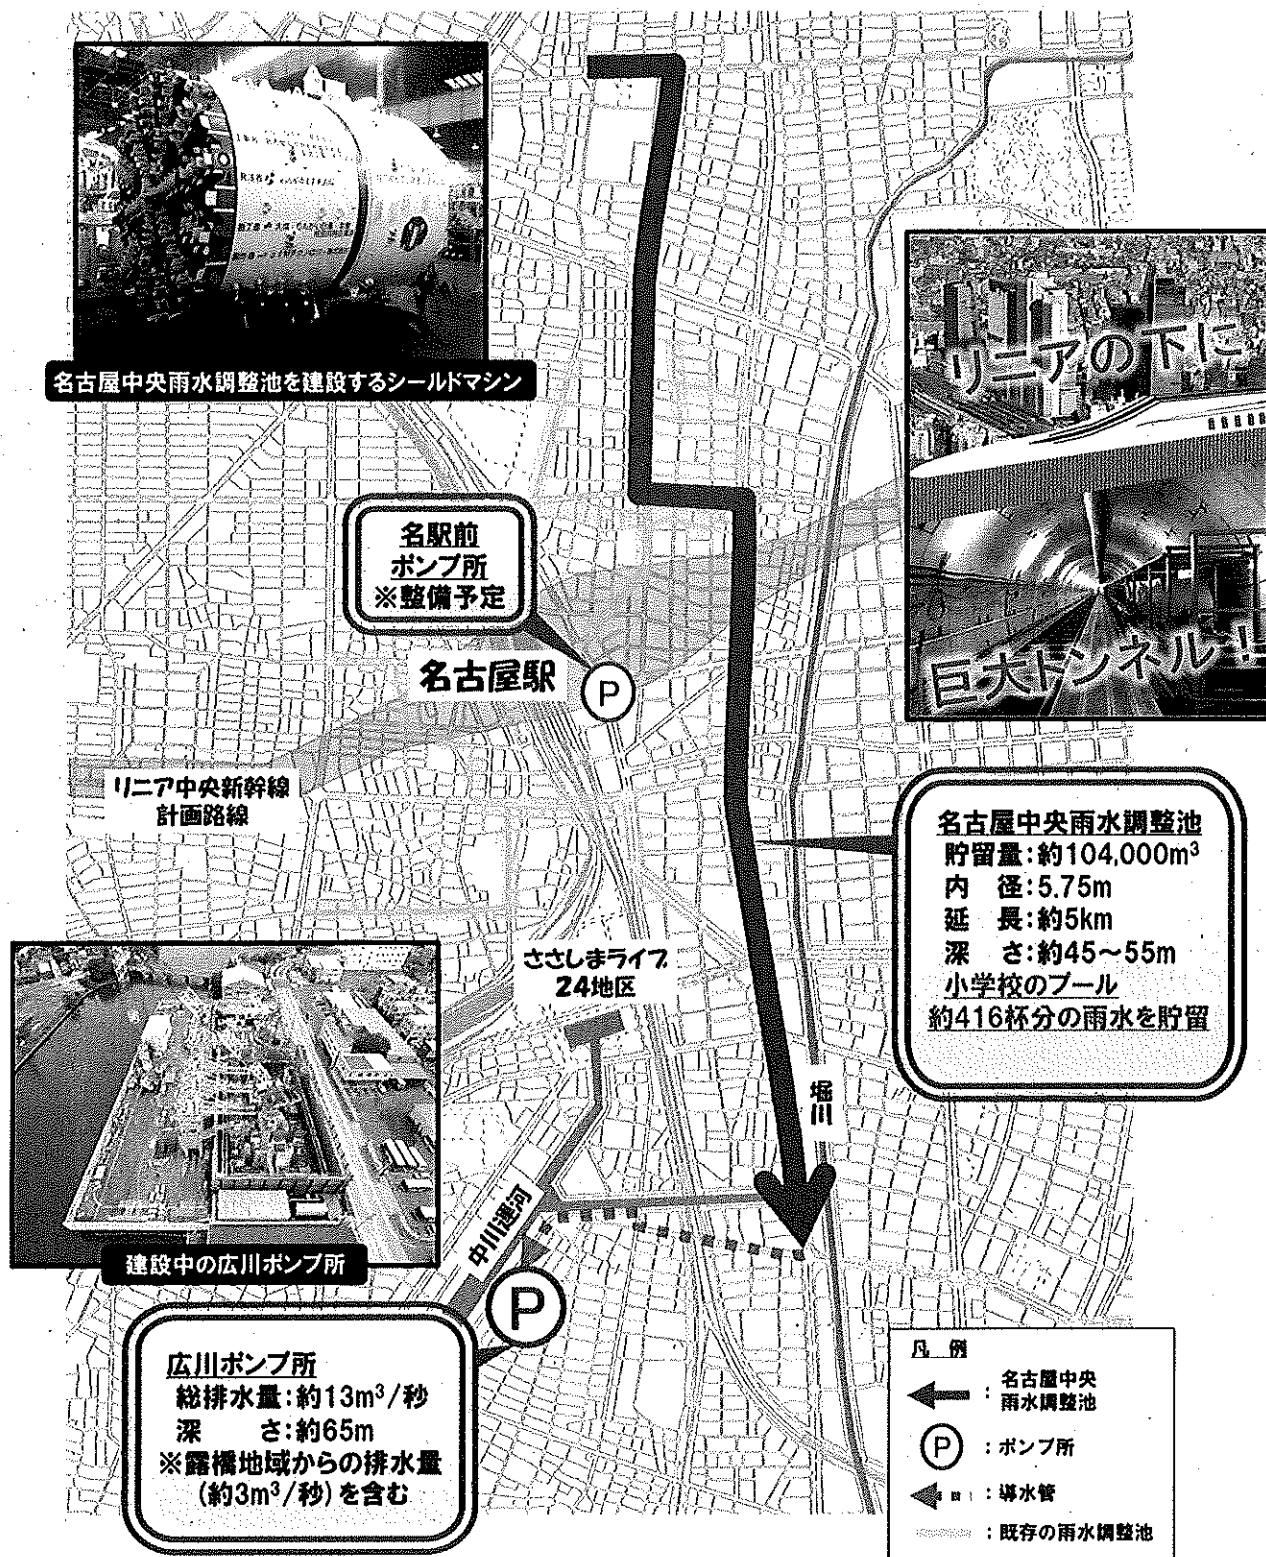 名古屋中央雨水調整池を建設するシールドマシン
リニアの下に
巨大トンネル！
名駅前
ポンプ所
※整備予定
名古屋駅
P
リニア中央新幹線
計画路線
名古屋中央雨水調整池
貯留量：約104,000m³
内　径：5.75m
延　長：約5km
深　さ：約45～55m
小学校のプール
約416杯分の雨水を貯留
ささしまライブ
24地区
堀川
中川運河
建設中の広川ポンプ所
P
広川ポンプ所
総排水量：約13m³/秒
深　　さ：約65m
※露橋地域からの排水量
（約3m³/秒）を含む
凡　例
：名古屋中央
雨水調整池
P：ポンプ所
：導水管
：既存の雨水調整池